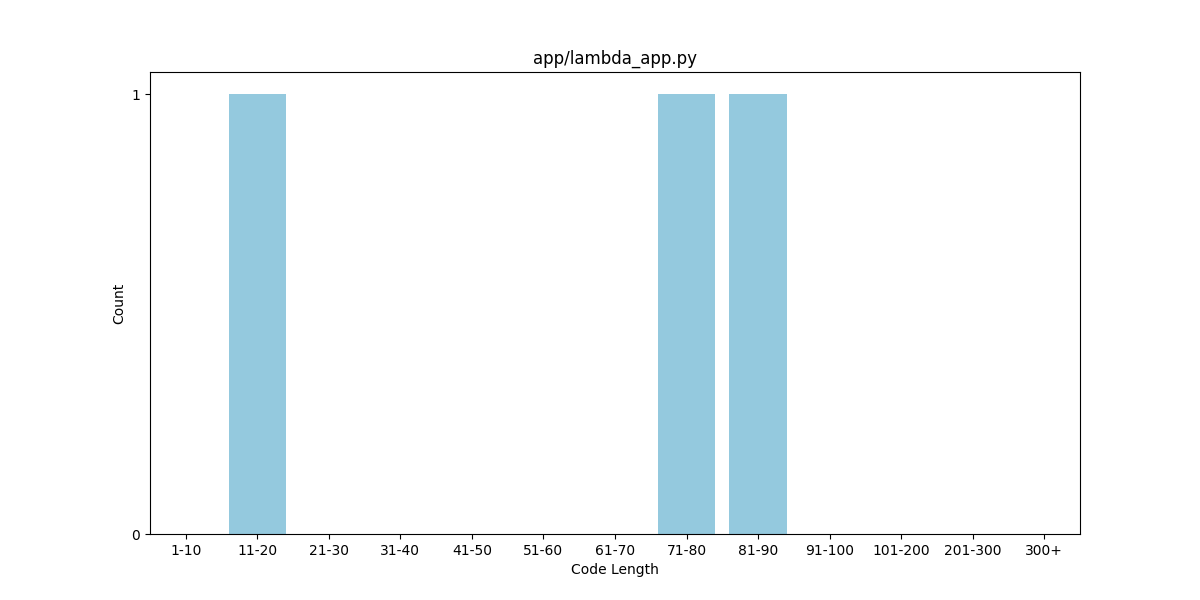 app/lambda_app.py
1
Count
0
1-10 11-20 21-30 31-40 41-50 51-60 61-70 71-80 81-90 91-100 101-200 201-300 300+
Code Length